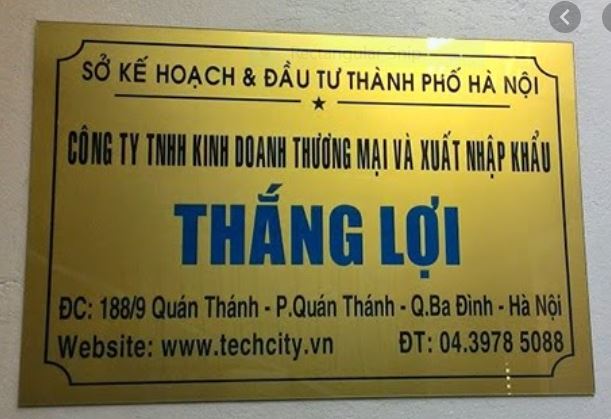 SỞ KẾ HOẠCH & ĐẦU TƯ THÀNH PHỐ HÀ NỘI
CÔNG TY TNHH KINH DOANH THƯƠNG MẠI VÀ XUẤT NHẬP KHẨU
THẮNG LỢI
ĐC: 188/9 Quán Thánh - P.Quán Thánh - Q.Ba Đình - Hà Nội
Website: www.techcity.vn ĐT: 04.3978 5088